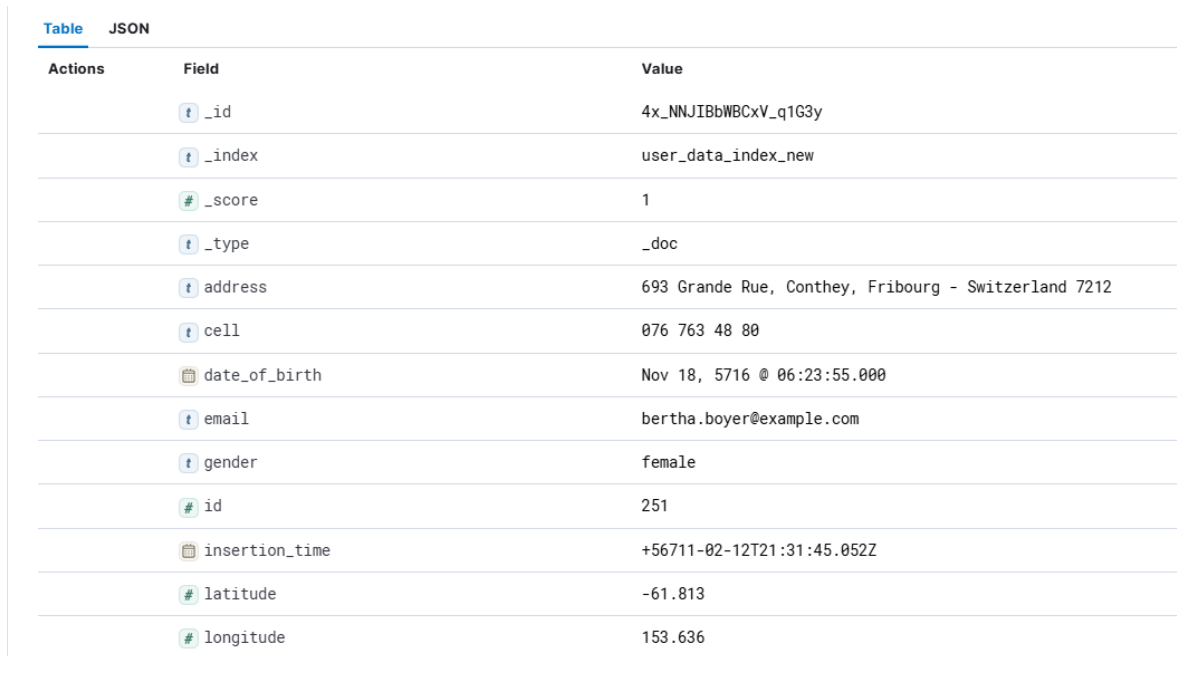 Table JSON
Actions Field Value
t _id 4x_NNJIBbWBCxV_q1G3y
t _index user_data_index_new
# _score 1
t _type _doc
t address 693 Grande Rue, Conthey, Fribourg - Switzerland 7212
t cell 076 763 48 80
date_of_birth Nov 18, 5716 @ 06:23:55.000
t email bertha.boyer@example.com
t gender female
# id 251
insertion_time +56711-02-12T21:31:45.052Z
# latitude -61.813
# longitude 153.636